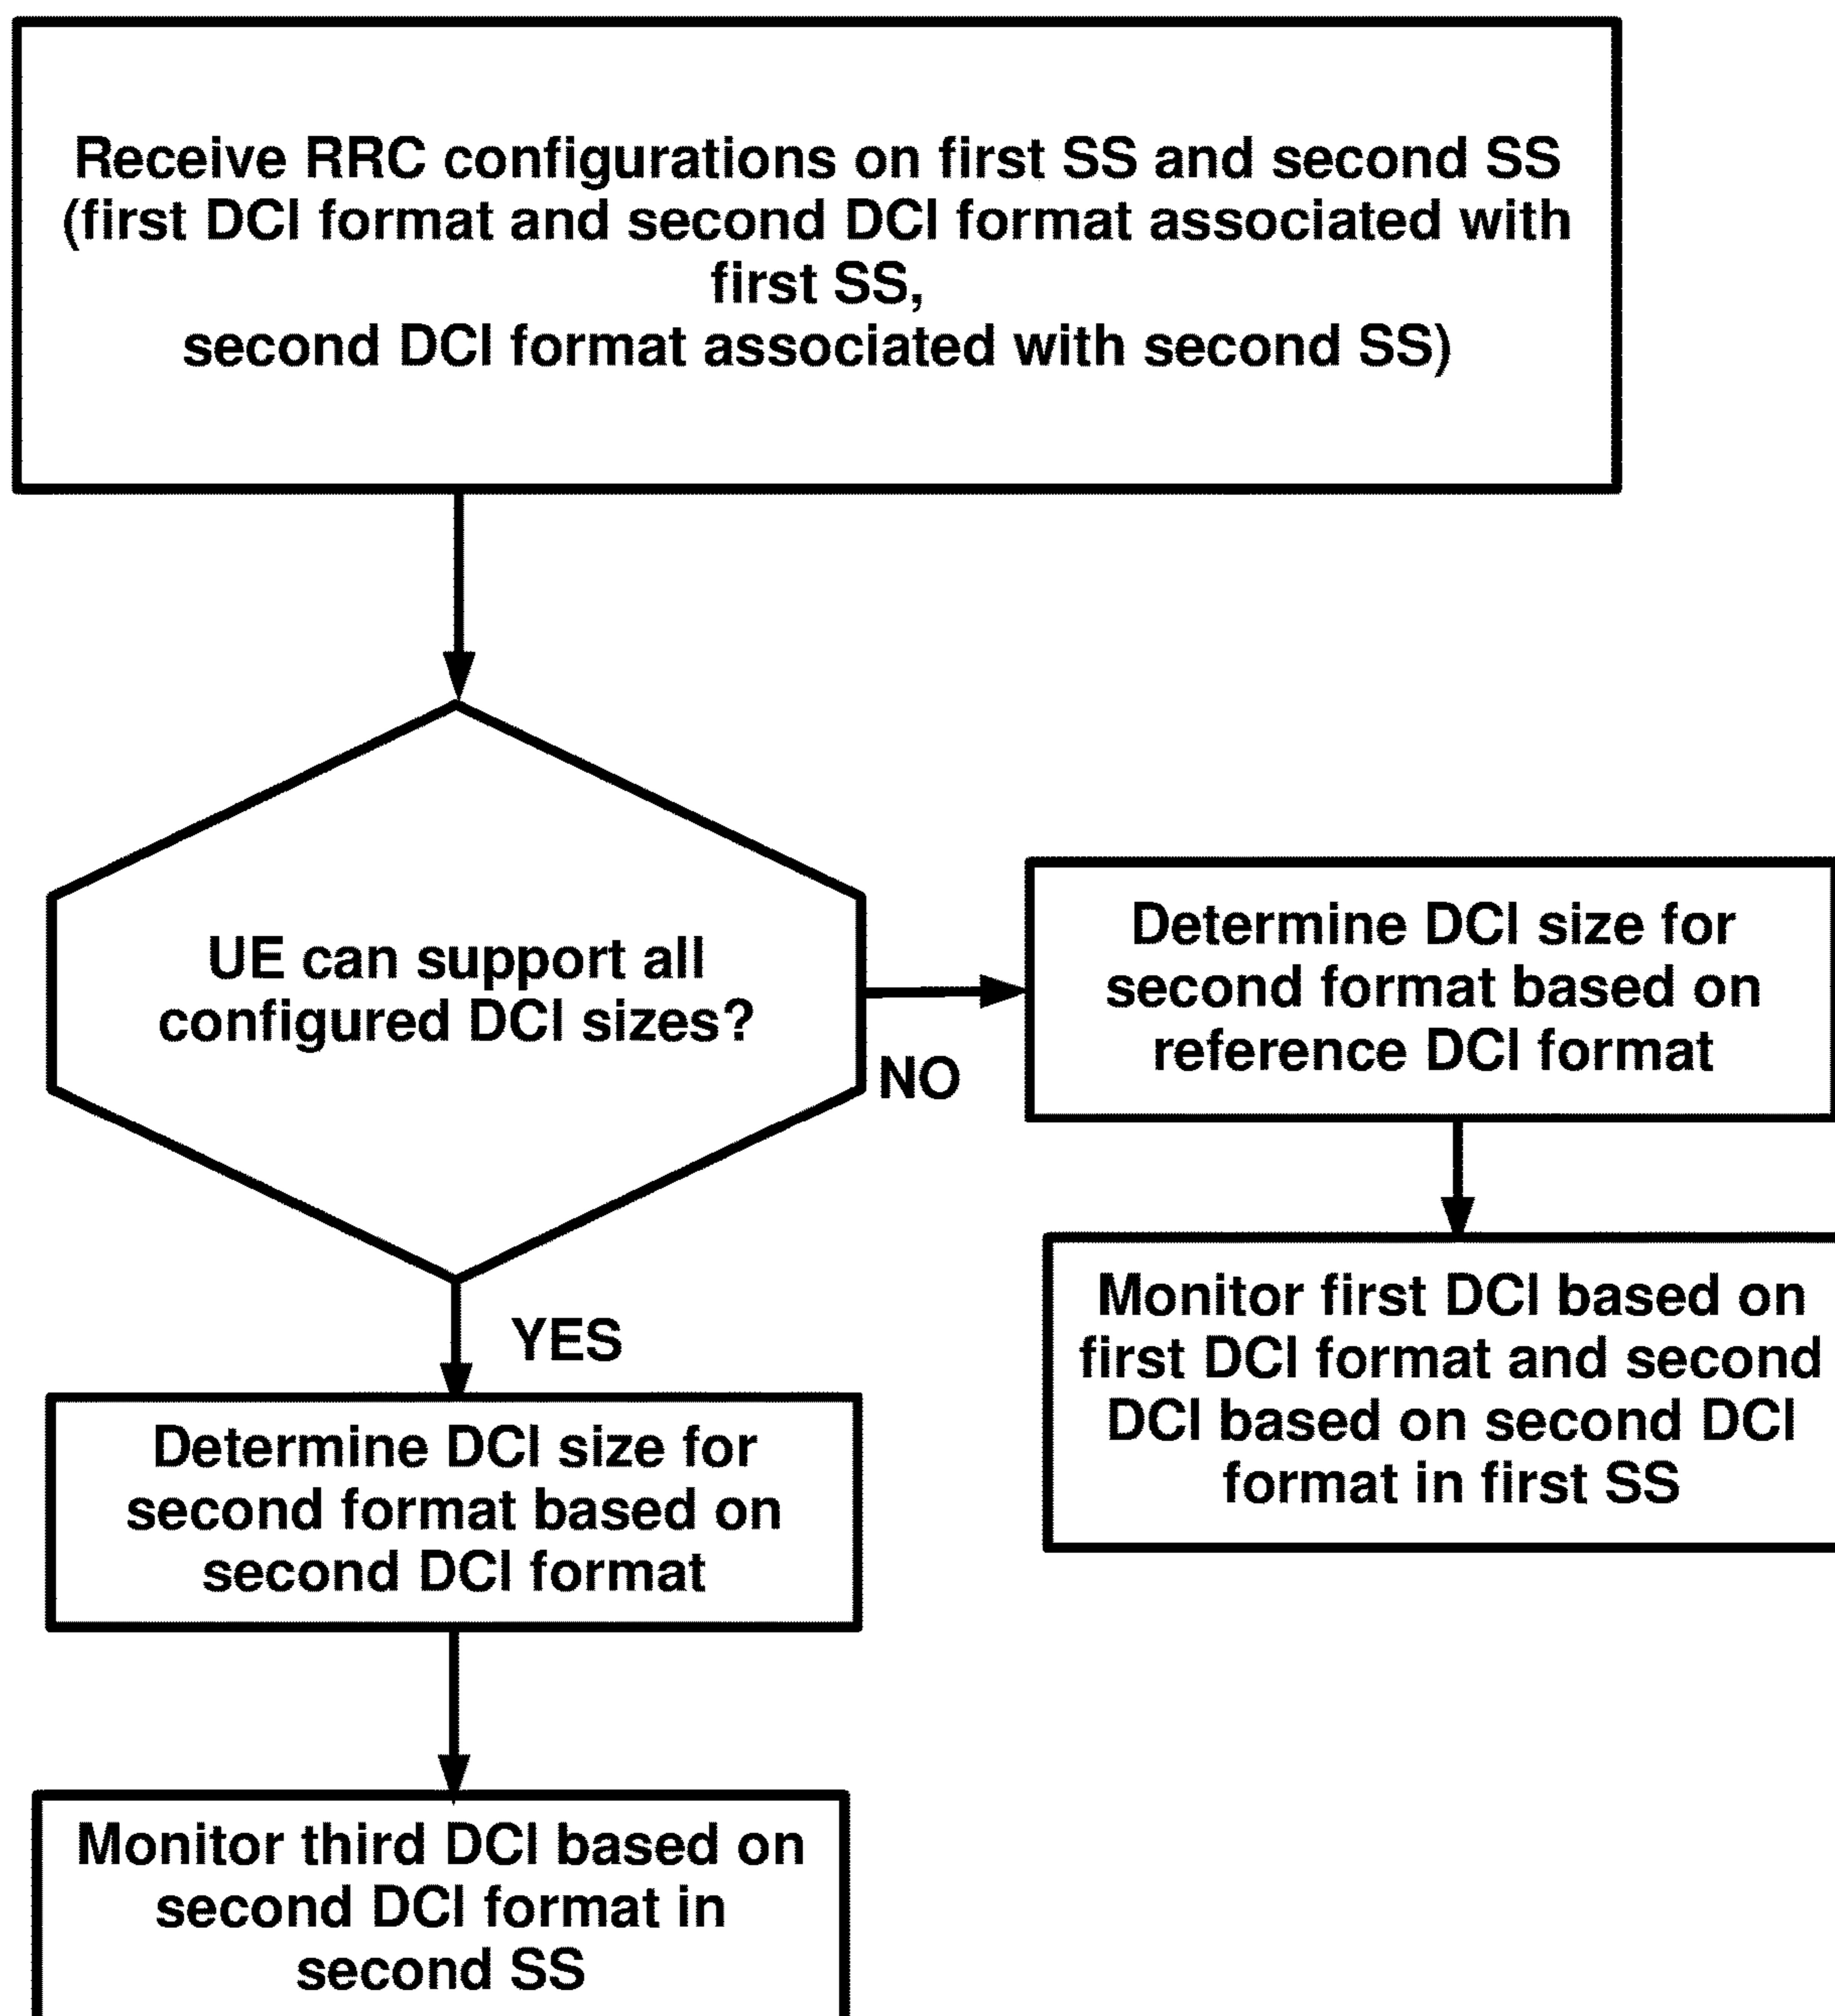 Receive RRC configurations on first SS and second SS
(first DCI format and second DCI format associated with
first SS,
second DCI format associated with second SS)
UE can support all
configured DCI sizes?
NO
Determine DCI size for
second format based on
reference DCI format
Monitor first DCI based on
first DCI format and second
DCI based on second DCI
format in first SS
YES
Determine DCI size for
second format based on
second DCI format
Monitor third DCI based on
second DCI format in
second SS